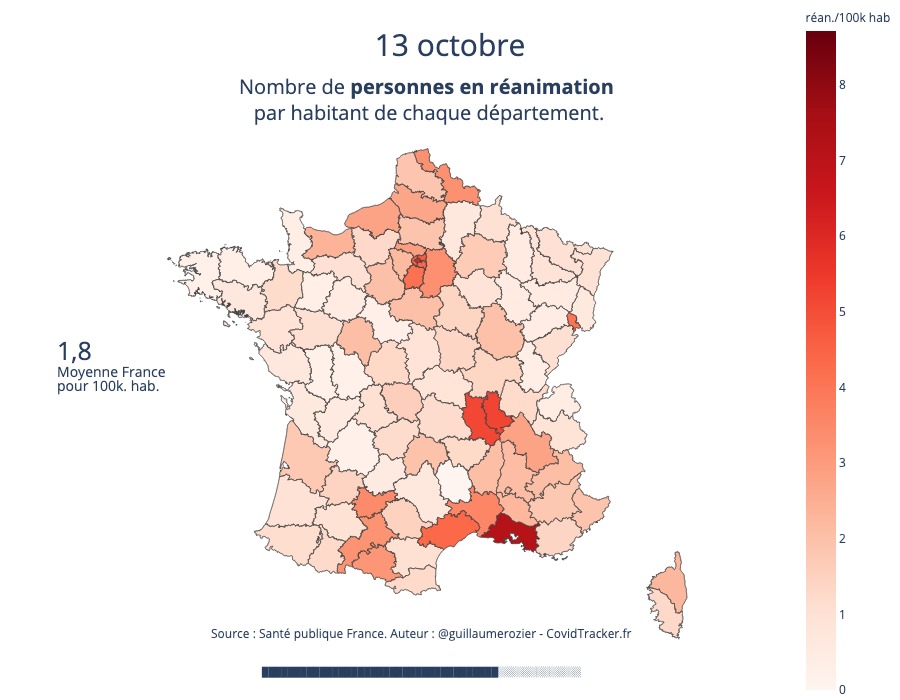 réan./100k hab
13 octobre
Nombre de personnes en réanimation
par habitant de chaque département.
8
7
6
5
4
3
2
1
0
1,8
Moyenne France
pour 100k. hab.
Source : Santé publique France. Auteur : @guillaumerozier - CovidTracker.fr